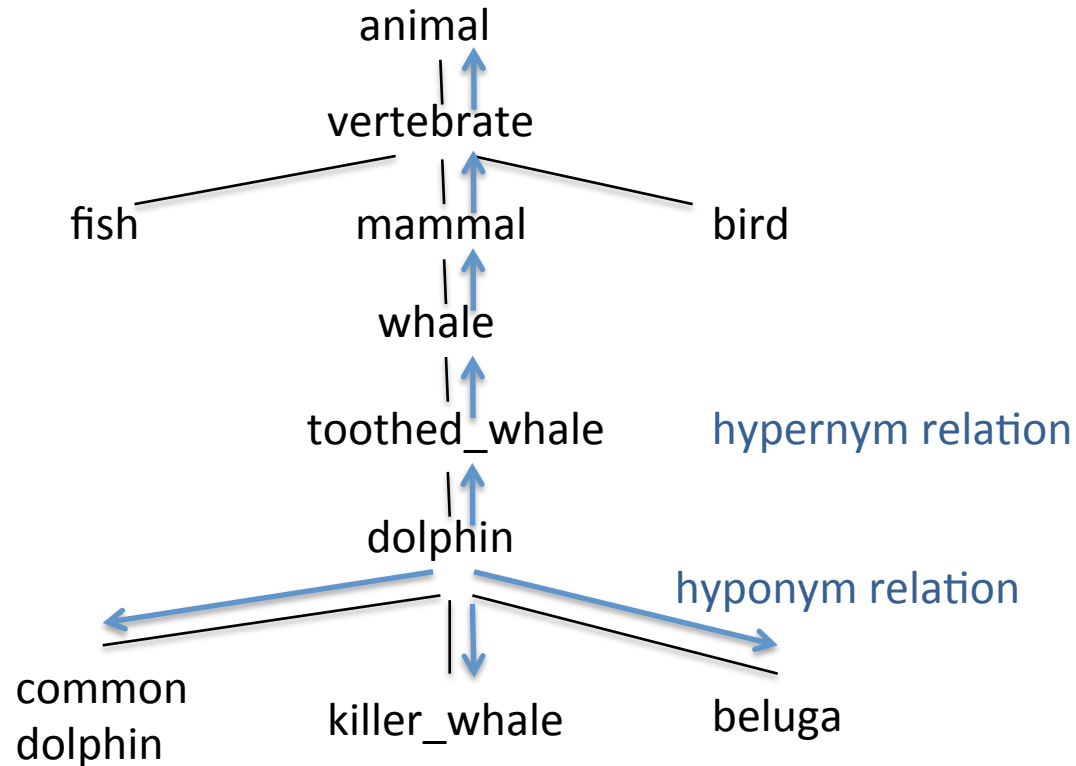 animal
vertebrate
fish mammal bird
whale
toothed_whale hypernym relation
dolphin
hyponym relation
common
dolphin
killer_whale beluga